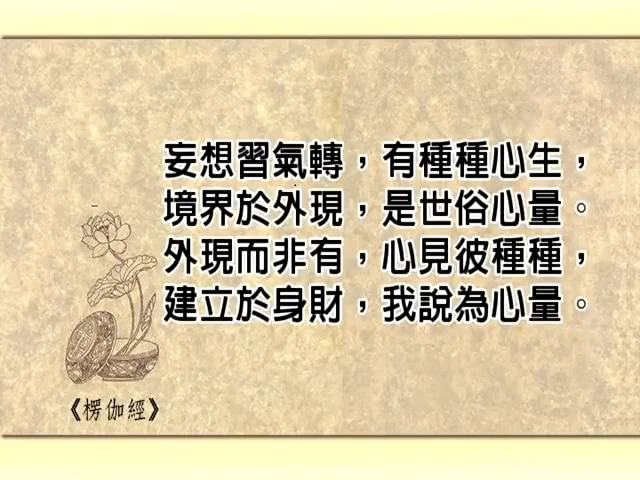 妄想習氣轉，有種種心生，
境界於外現，是世俗心量。
外現而非有，心見彼種種，
建立於身財，我說為心量。
《楞伽經》